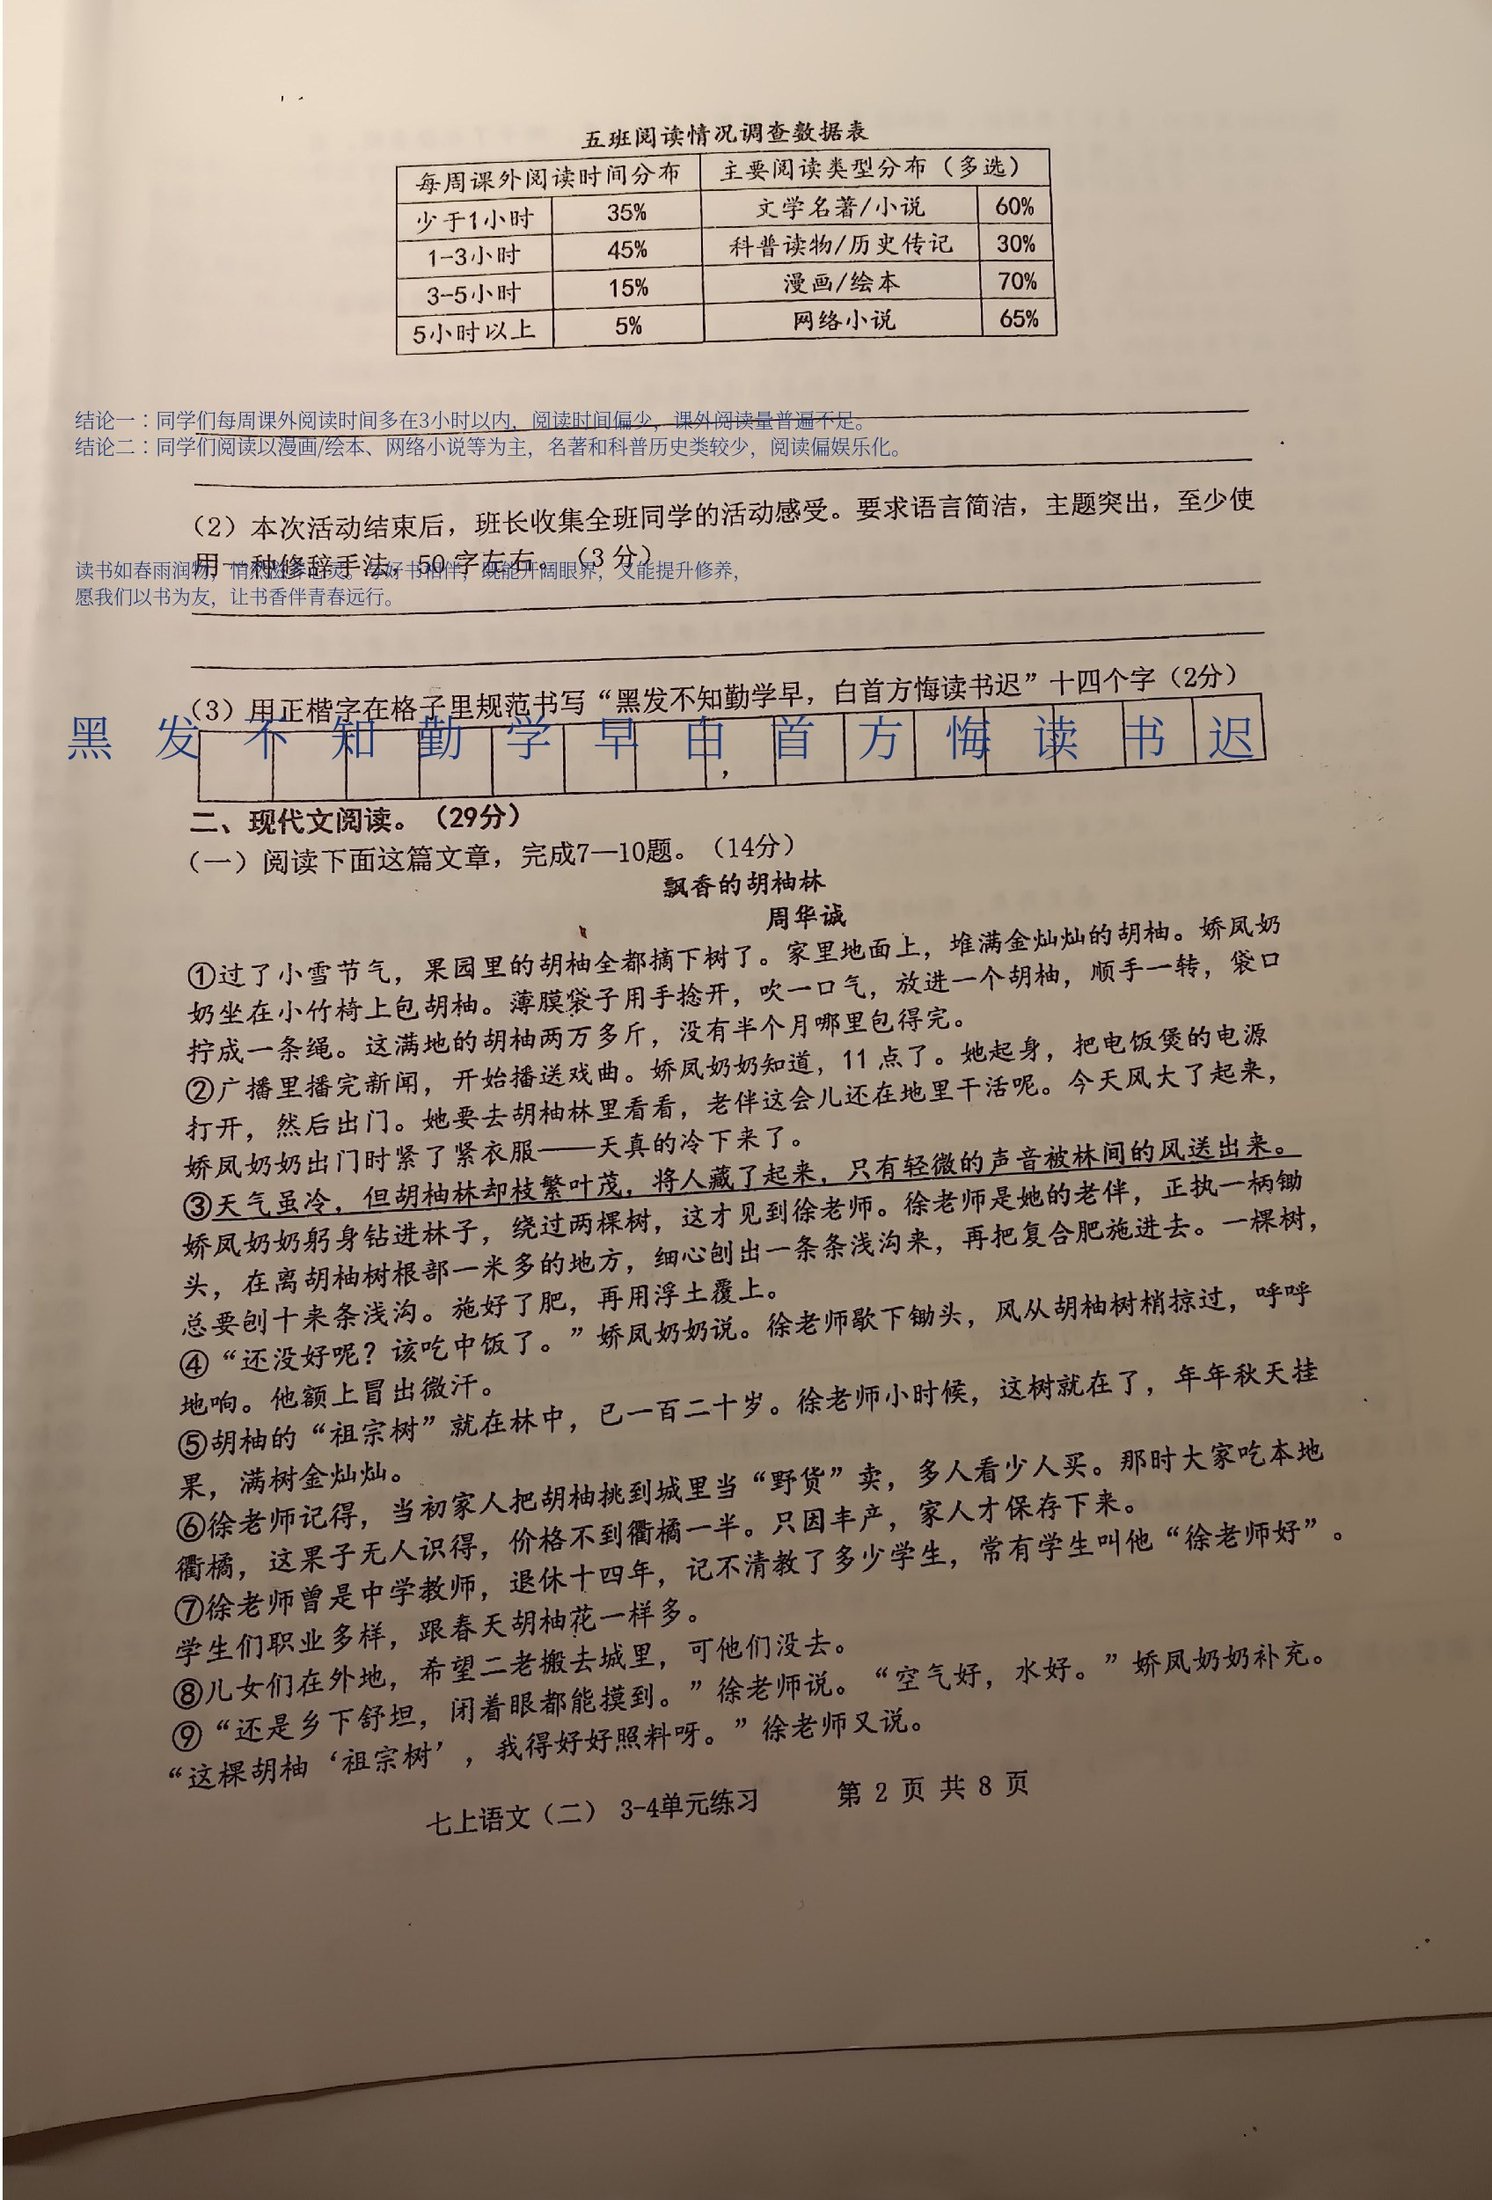 五班阅读情况调查数据表
每周课外阅读时间分布 主要阅读类型分布（多选）
少于1小时 35% 文学名著/小说 60%
1-3小时 45% 科普读物/历史传记 30%
3-5小时 15% 漫画/绘本 70%
5小时以上 5% 网络小说 65%
结论一：同学们每周课外阅读时间多在3小时以内，阅读时间偏少，课外阅读量普遍不足。
结论二：同学们阅读以漫画/绘本、网络小说等为主，名著和科普历史类较少，阅读偏娱乐化。
（2）本次活动结束后，班长收集全班同学的活动感受。要求语言简洁，主题突出，至少使
用一种修辞手法，50字左右。（3分）
读书如春雨润物，悄然滋养心灵。与好书相伴，既能开阔眼界，又能提升修养，
愿我们以书为友，让书香伴青春远行。
（3）用正楷字在格子里规范书写“黑发不知勤学早，白首方悔读书迟”十四个字（2分）
黑发不知勤学早白首方悔读书迟
，
二、现代文阅读。（29分）
（一）阅读下面这篇文章，完成7—10题。（14分）
飘香的胡柚林
周华诚
①过了小雪节气，果园里的胡柚全都摘下树了。家里地面上，堆满金灿灿的胡柚。娇凤奶
奶坐在小竹椅上包胡柚。薄膜袋子用手捻开，吹一口气，放进一个胡柚，顺手一转，袋口
拧成一条绳。这满地的胡柚两万多斤，没有半个月哪里包得完。
②广播里播完新闻，开始播送戏曲。娇凤奶奶知道，11点了。她起身，把电饭煲的电源
打开，然后出门。她要去胡柚林里看看，老伴这会儿还在地里干活呢。今天风大了起来，
娇凤奶奶出门时紧了紧衣服——天真的冷下来了。
③天气虽冷，但胡柚林却枝繁叶茂，将人藏了起来，只有轻微的声音被林间的风送出来。
娇凤奶奶躬身钻进林子，绕过两棵树，这才见到徐老师。徐老师是她的老伴，正执一柄锄
头，在离胡柚树根部一米多的地方，细心刨出一条条浅沟来，再把复合肥施进去。一棵树，
总要刨十来条浅沟。施好了肥，再用浮土覆上。
④“还没好呢？该吃中饭了。”娇凤奶奶说。徐老师歇下锄头，风从胡柚树梢掠过，呼呼
地响。他额上冒出微汗。
⑤胡柚的“祖宗树”就在林中，已一百二十岁。徐老师小时候，这树就在了，年年秋天挂
果，满树金灿灿。
⑥徐老师记得，当初家人把胡柚挑到城里当“野货”卖，多人看少人买。那时大家吃本地
衢橘，这果子无人识得，价格不到衢橘一半。只因丰产，家人才保存下来。
⑦徐老师曾是中学教师，退休十四年，记不清教了多少学生，常有学生叫他“徐老师好”。
学生们职业多样，跟春天胡柚花一样多。
⑧儿女们在外地，希望二老搬去城里，可他们没去。
⑨“还是乡下舒坦，闭着眼都能摸到。”徐老师说。“空气好，水好。”娇凤奶奶补充。
“这棵胡柚‘祖宗树’，我得好好照料呀。”徐老师又说。
七上语文（二） 3-4单元练习 第 2 页 共 8 页